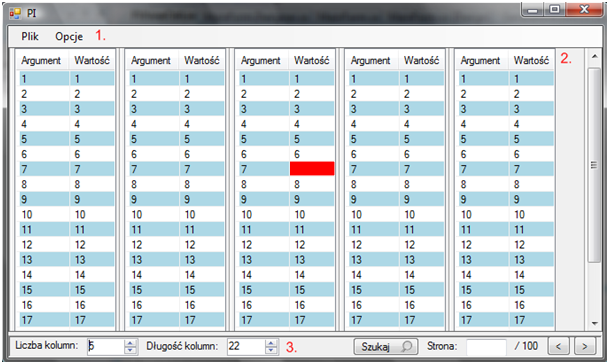 PI
Plik Opcje 1.
Argument Wartość Argument Wartość Argument Wartość Argument Wartość Argument Wartość 2.
1 1 1 1 1 1 1 1 1 1
2 2 2 2 2 2 2 2 2 2
3 3 3 3 3 3 3 3 3 3
4 4 4 4 4 4 4 4 4 4
5 5 5 5 5 5 5 5 5 5
6 6 6 6 6 6 6 6 6 6
7 7 7 7 7 7 7 7 7
8 8 8 8 8 8 8 8 8 8
9 9 9 9 9 9 9 9 9 9
10 10 10 10 10 10 10 10 10 10
11 11 11 11 11 11 11 11 11 11
12 12 12 12 12 12 12 12 12 12
13 13 13 13 13 13 13 13 13 13
14 14 14 14 14 14 14 14 14 14
15 15 15 15 15 15 15 15 15 15
16 16 16 16 16 16 16 16 16 16
17 17 17 17 17 17 17 17 17 17
Liczba kolumn: 5 Długość kolumn: 22 3. Szukaj Strona: / 100 < >